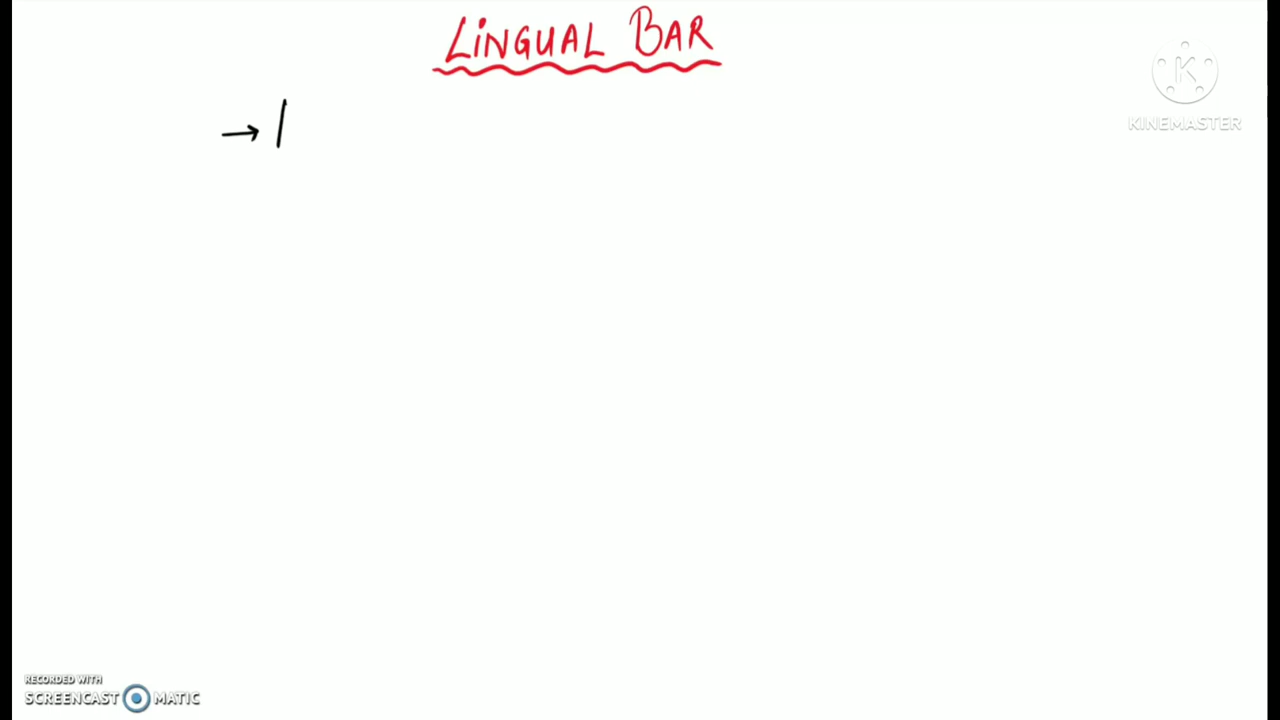 LINGUAL BAR
→
KINEMASTER
RECORDED WITH
SCREENCAST MATIC